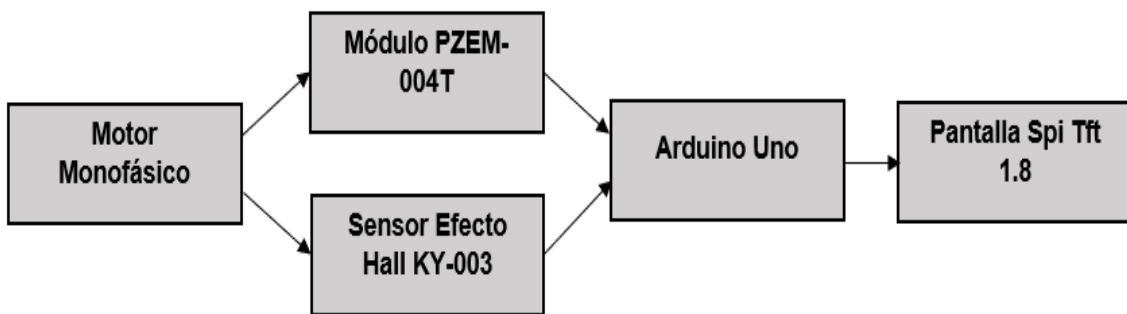 Motor
Monofásico
Módulo PZEM-
004T
Sensor Efecto
Hall KY-003
Arduino Uno
Pantalla Spi Tft
1.8